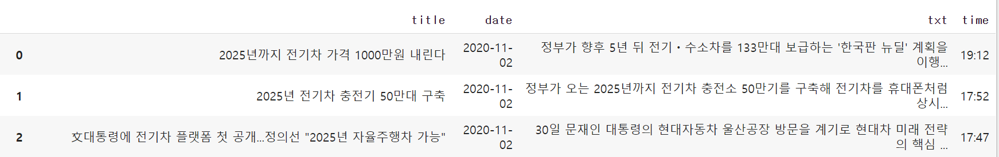 title date txt time
0 2025년까지 전기차 가격 1000만원 내린다 2020-11-02 정부가 향후 5년 뒤 전기·수소차를 133만대 보급하는 '한국판 뉴딜' 계획을 이행... 19:12
1 2025년 전기차 충전기 50만대 구축 2020-11-02 정부가 오는 2025년까지 전기차 충전소 50만기를 구축해 전기차를 휴대폰처럼 상시... 17:52
2 文대통령에 전기차 플랫폼 첫 공개...정의선 "2025년 자율주행차 가능" 2020-11-02 30일 문재인 대통령의 현대자동차 울산공장 방문을 계기로 현대차 미래 전략의 핵심 ... 17:47